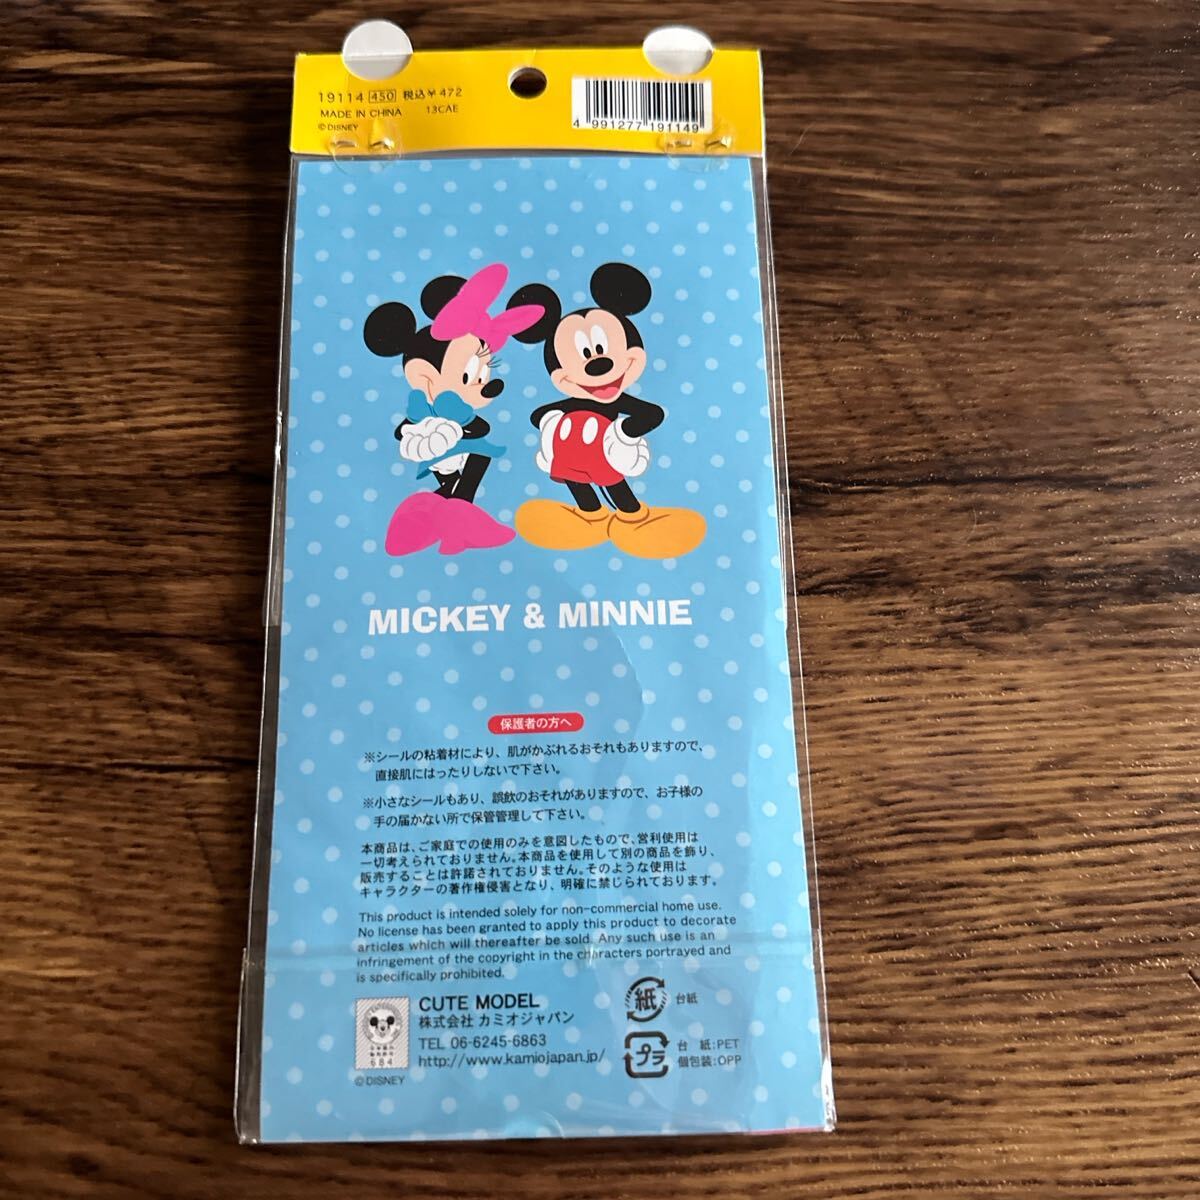 19114 450 税込￥472
MADE IN CHINA 13CAE
©DISNEY
4 991277 191149
MICKEY & MINNIE
保護者の方へ
※シールの粘着材により、肌がかぶれるおそれもありますので、
直接肌にはったりしないで下さい。
※小さなシールもあり、誤飲のおそれがありますので、お子様の
手の届かない所で保管管理して下さい。
本商品は、ご家庭での使用のみを意図したもので、営利使用は
一切考えられておりません。本商品を使用して別の商品を飾り、
販売することは許諾されておりません。そのような使用は
キャラクターの著作権侵害となり、明確に禁じられております。
This product is intended solely for non-commercial home use.
No license has been granted to apply this product to decorate
articles which will thereafter be sold. Any such use is an
infringement of the copyright in the characters portrayed and
is specifically prohibited.
CUTE MODEL
株式会社 カミオジャパン
TEL 06-6245-6863
http://www.kamiojapan.jp/
684
©DISNEY
紙 台紙
プラ 台 紙:PET
個包装:OPP